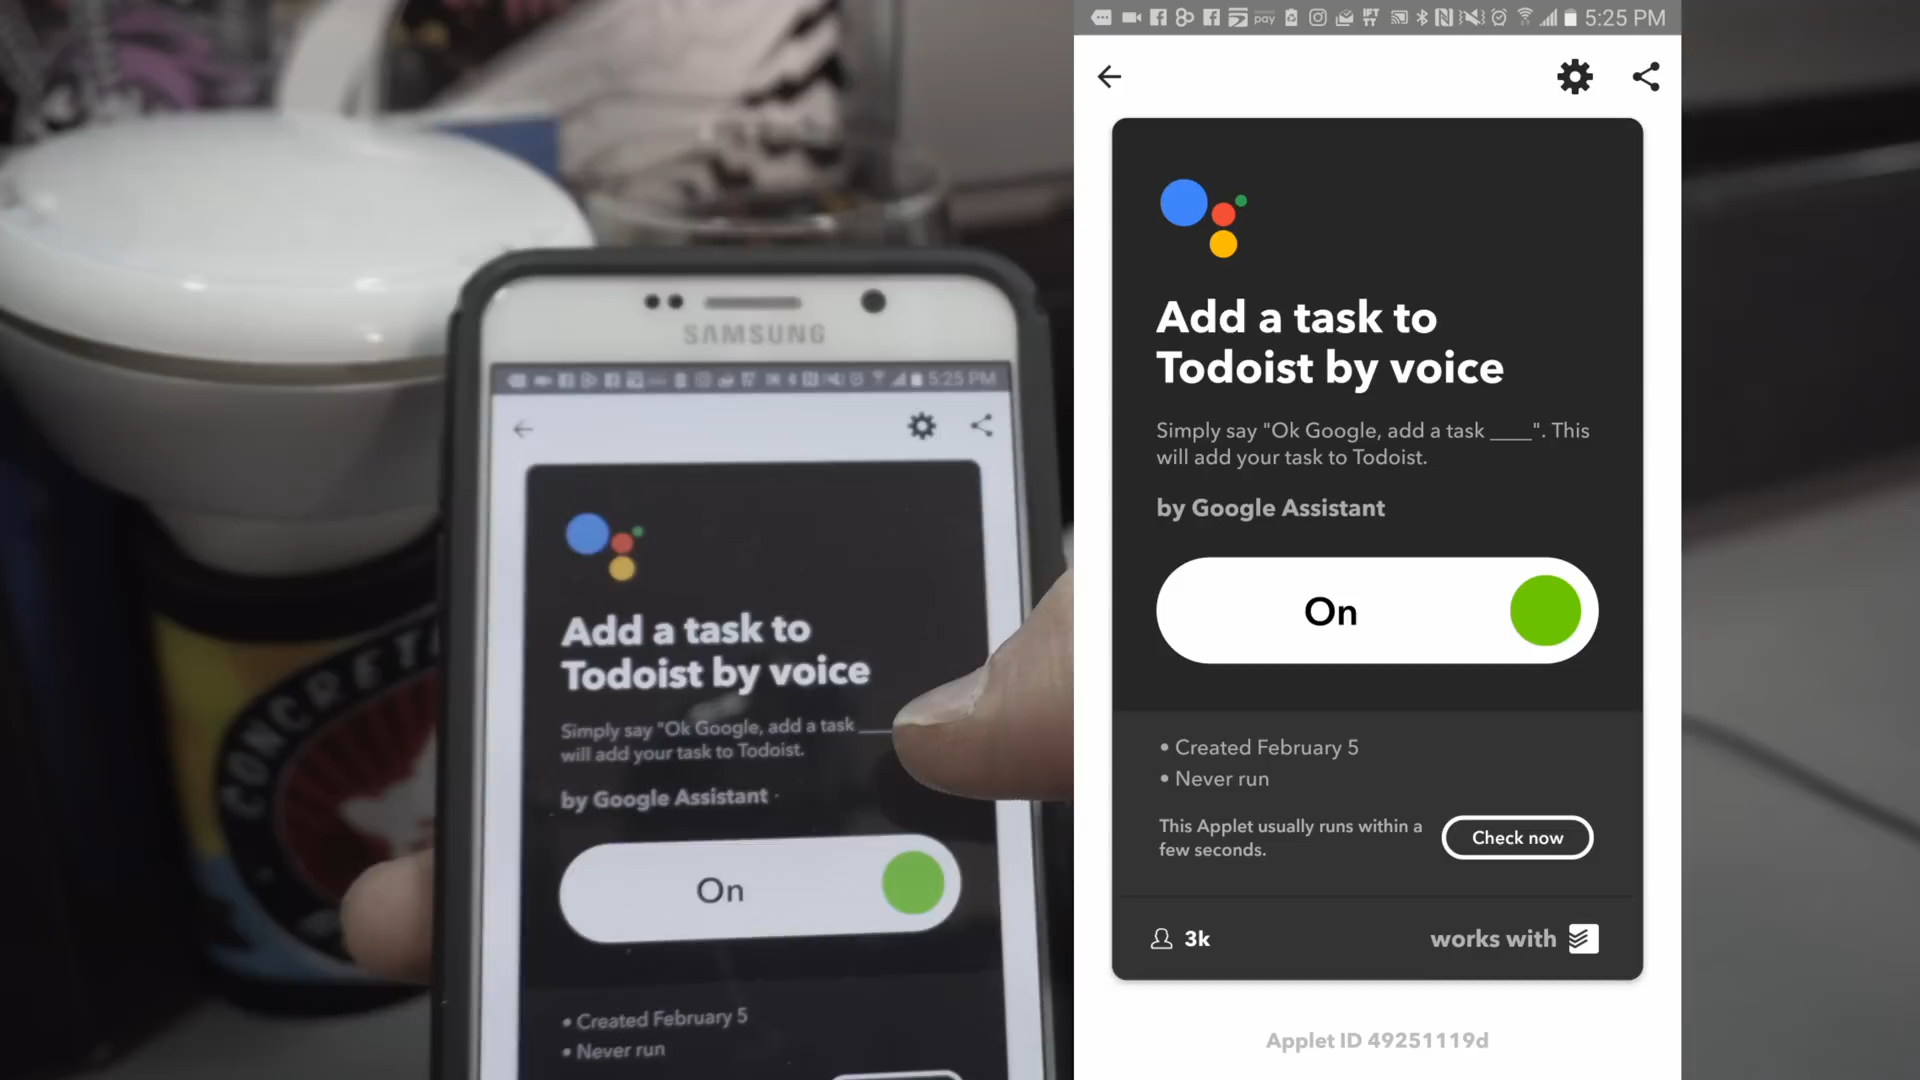 SAMSUNG
5:25 PM
Add a task to
Todoist by voice
Simply say "Ok Google, add a task ____
will add your task to Todoist.
by Google Assistant
On
• Created February 5
• Never run
CONCRET
pay
IFTTT
5:25 PM
Add a task to
Todoist by voice
Simply say "Ok Google, add a task ____". This
will add your task to Todoist.
by Google Assistant
On
• Created February 5
• Never run
This Applet usually runs within a
few seconds.
Check now
3k
works with
Applet ID 49251119d